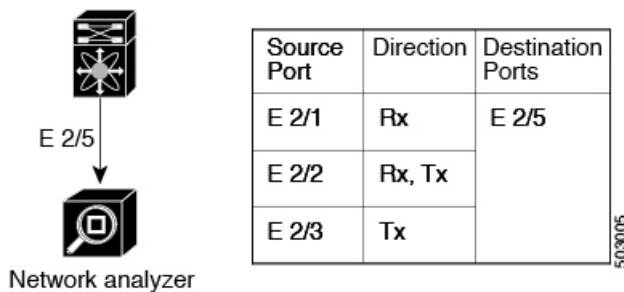 E 2/5
Network analyzer
Source Port
Direction
Destination Ports
E 2/1
Rx
E 2/5
E 2/2
Rx, Tx
E 2/3
Tx
503005